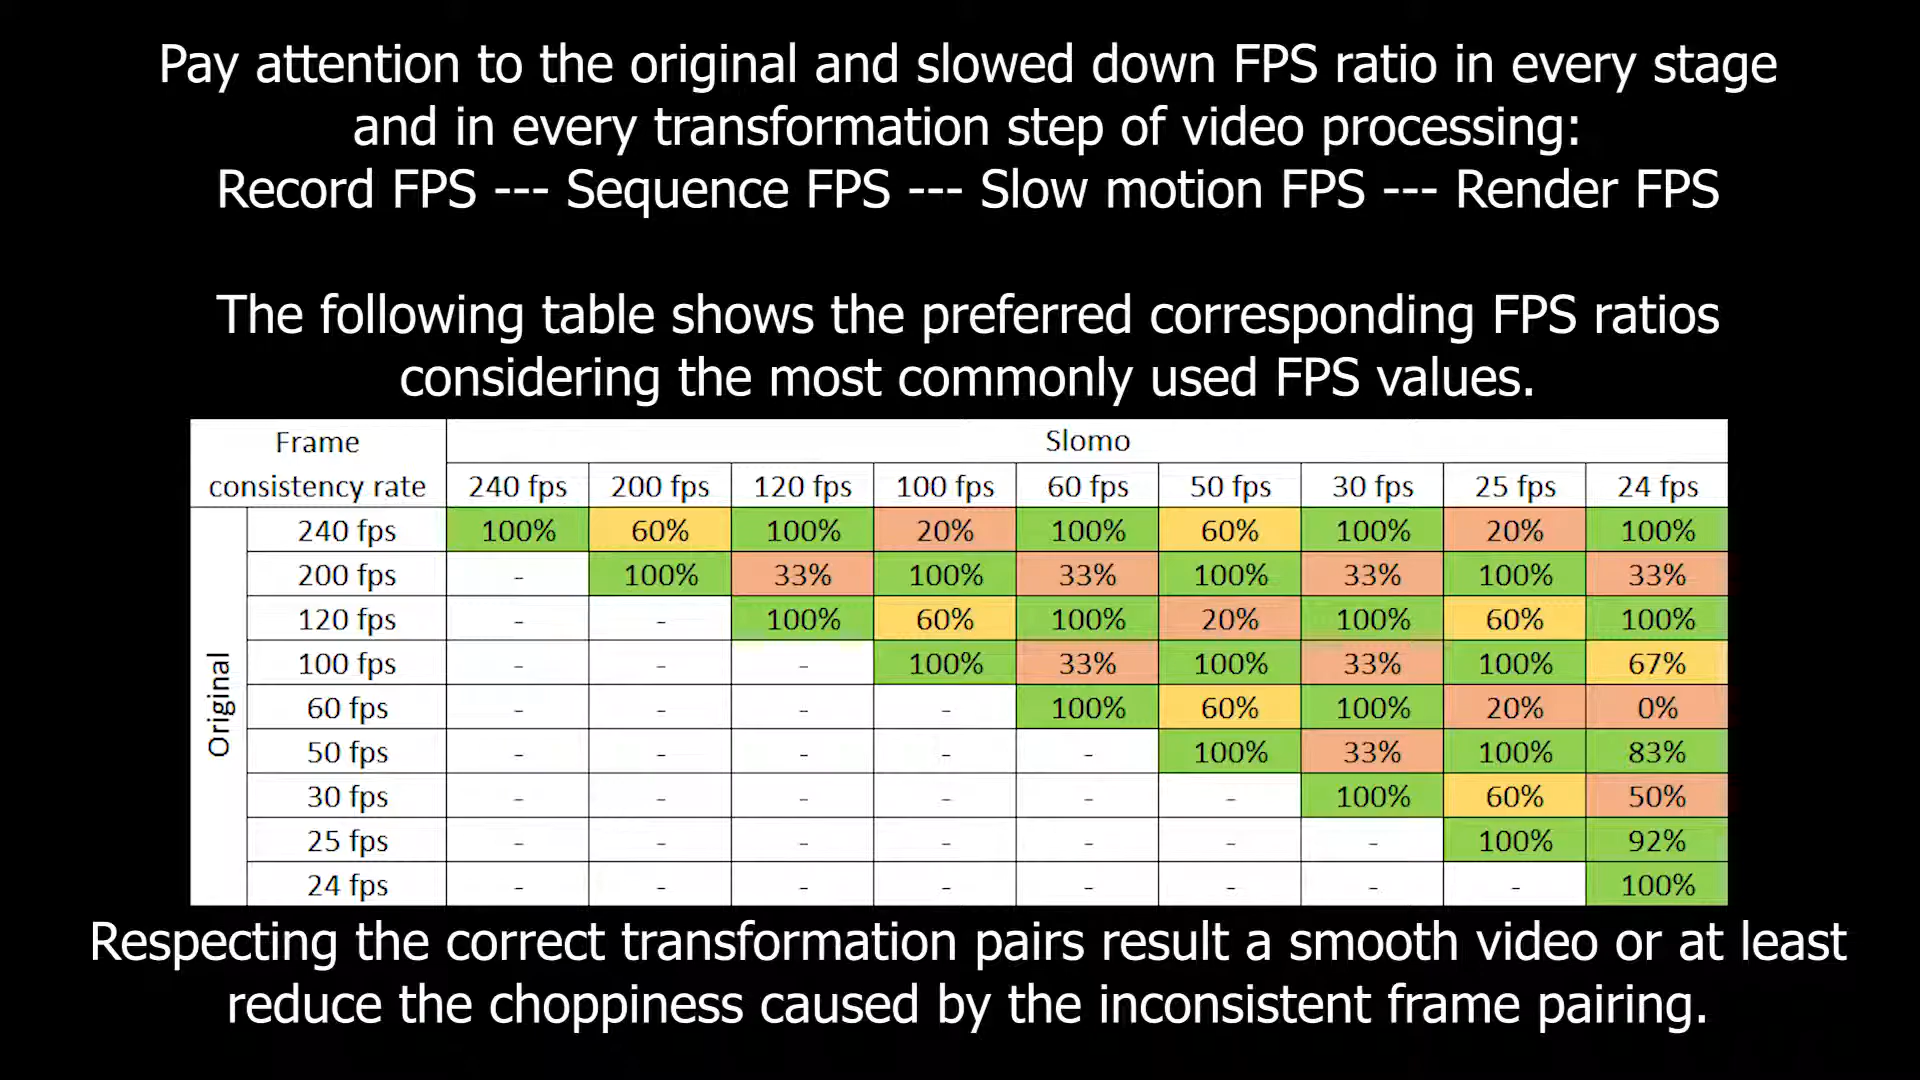 Pay attention to the original and slowed down FPS ratio in every stage
and in every transformation step of video processing:
Record FPS --- Sequence FPS --- Slow motion FPS --- Render FPS
The following table shows the preferred corresponding FPS ratios
considering the most commonly used FPS values.
Frame consistency rate Slomo
240 fps 200 fps 120 fps 100 fps 60 fps 50 fps 30 fps 25 fps 24 fps
Original
240 fps 100% 60% 100% 20% 100% 60% 100% 20% 100%
200 fps - 100% 33% 100% 33% 100% 33% 100% 33%
120 fps - - 100% 60% 100% 20% 100% 60% 100%
100 fps - - - 100% 33% 100% 33% 100% 67%
60 fps - - - - 100% 60% 100% 20% 0%
50 fps - - - - - 100% 33% 100% 83%
30 fps - - - - - - 100% 60% 50%
25 fps - - - - - - - 100% 92%
24 fps - - - - - - - - 100%
Respecting the correct transformation pairs result a smooth video or at least
reduce the choppiness caused by the inconsistent frame pairing.